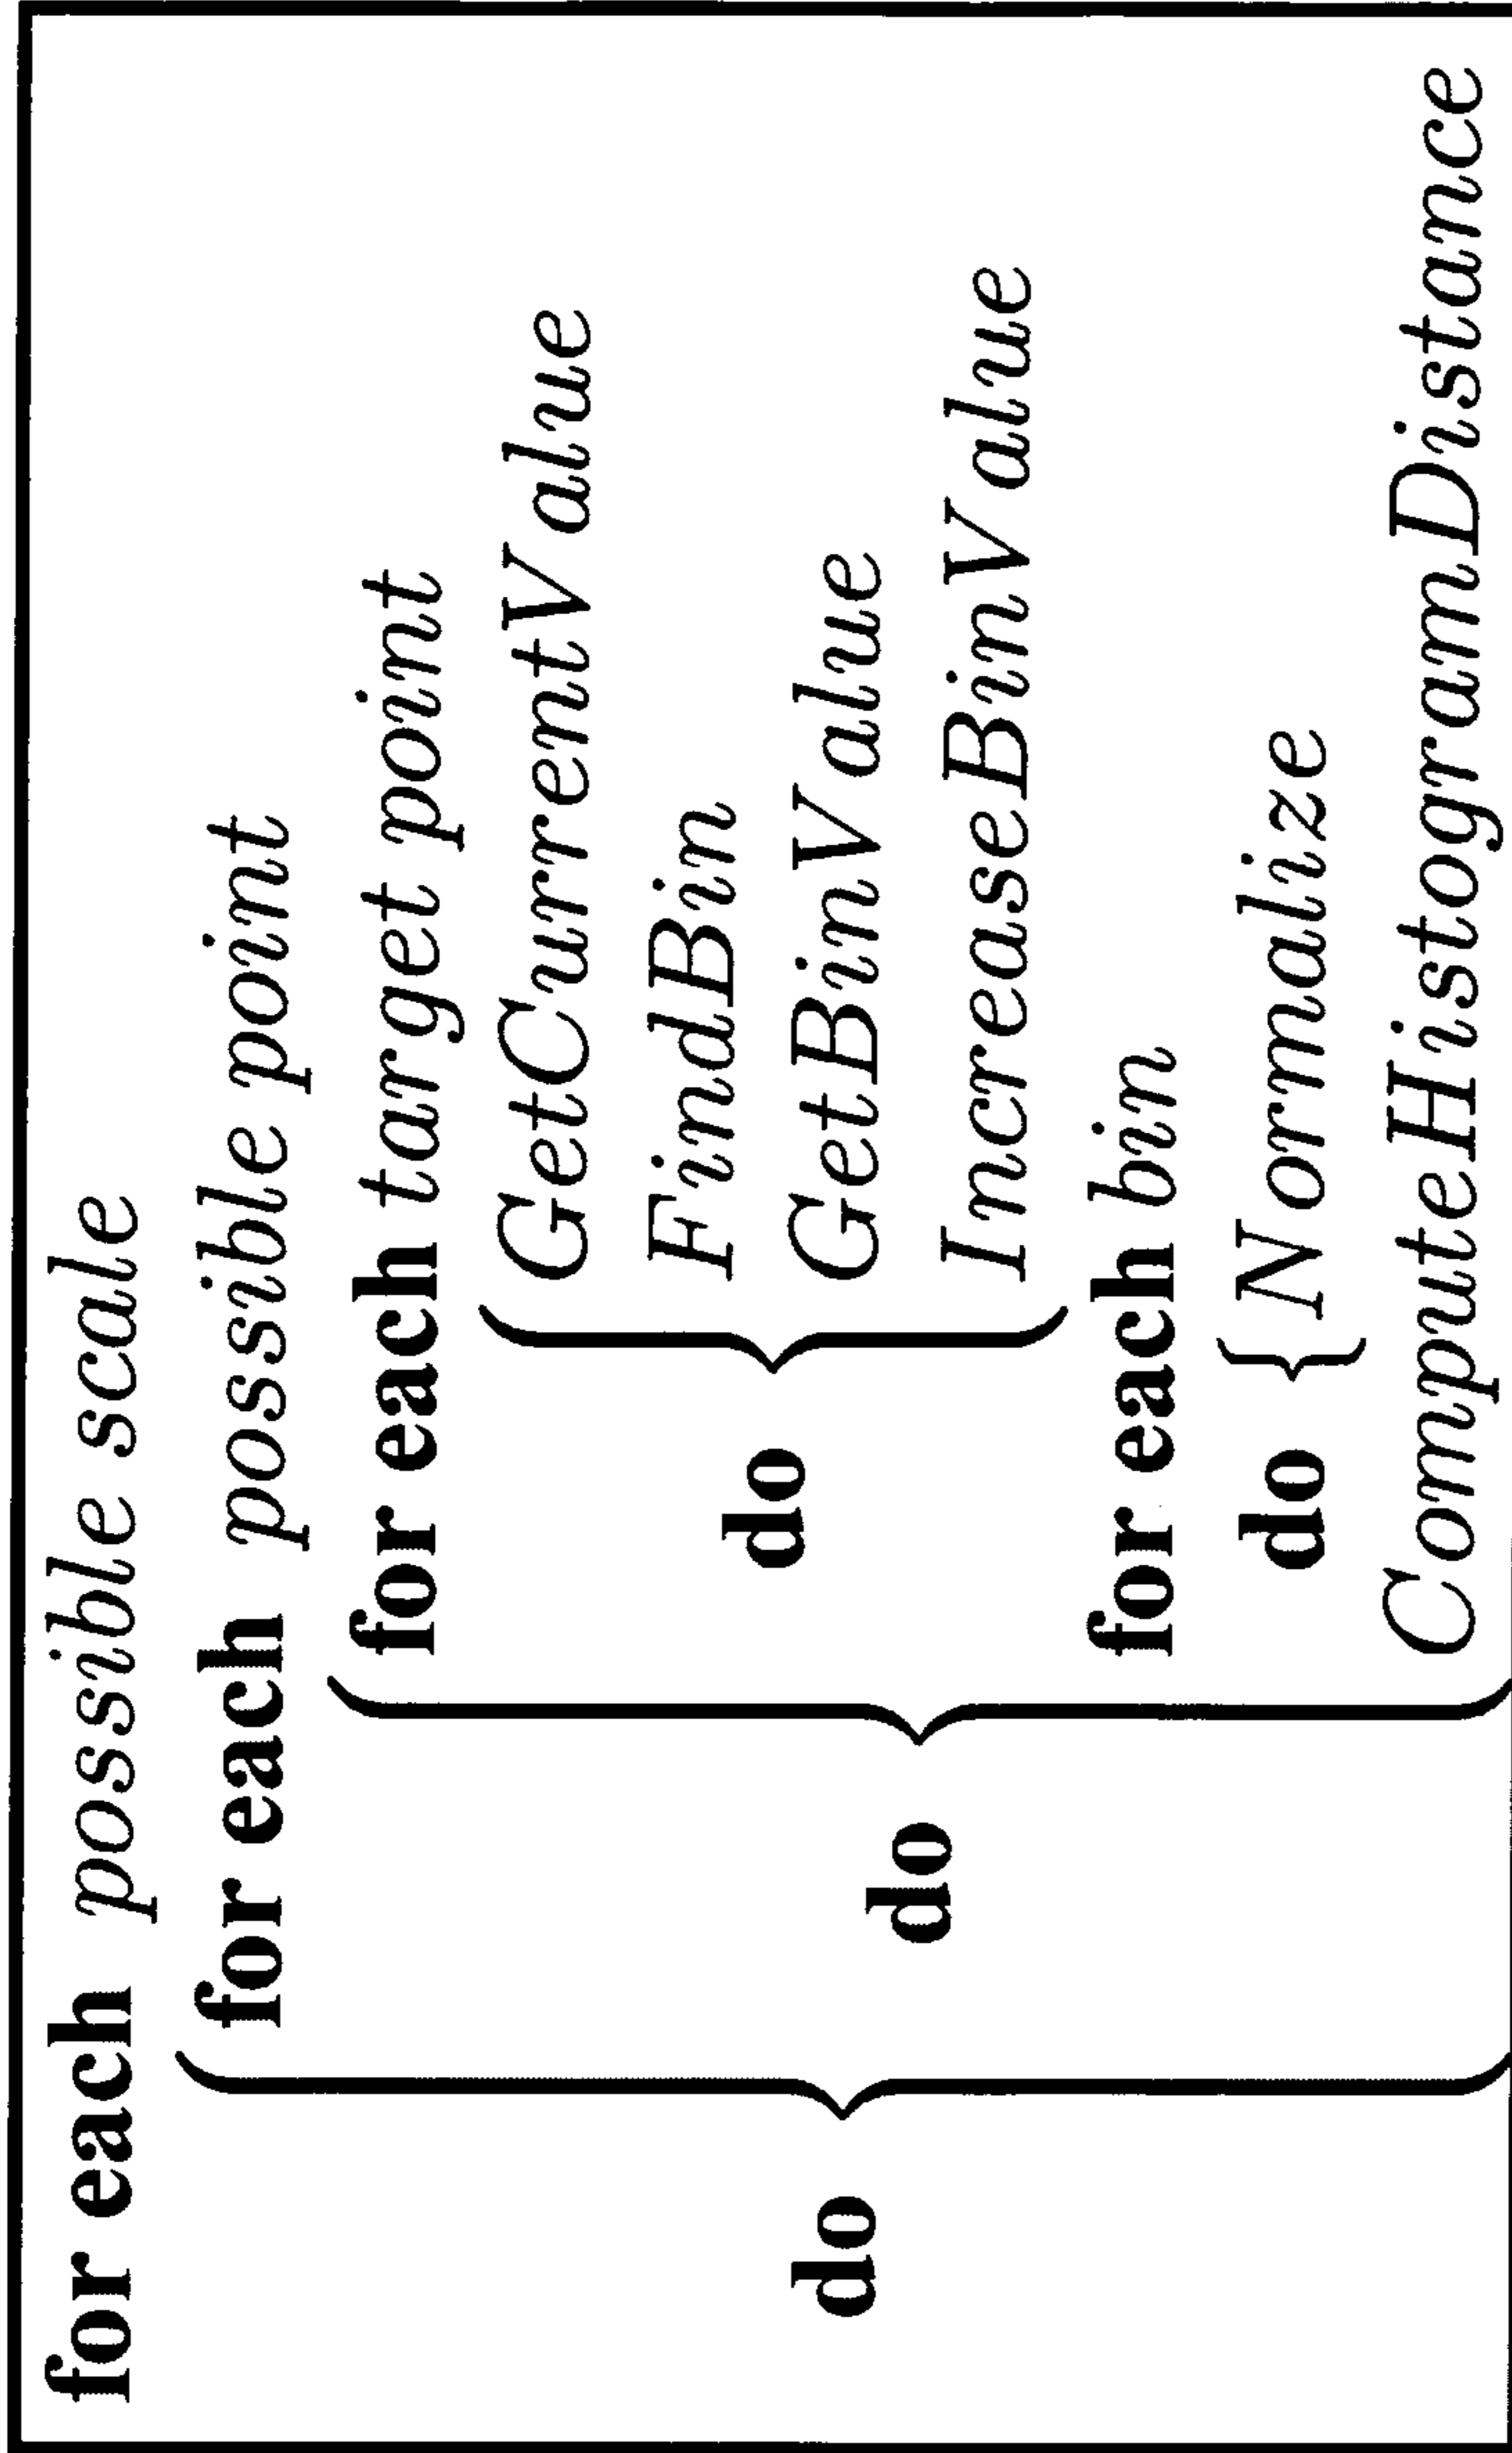 for each possible scale
for each possible point
for each target point
GetCurrentValue
FindBin
do
GetBinValue
do
do
IncreaseBinValue
for each bin
do { Normalize
ComputeHistogramDistance